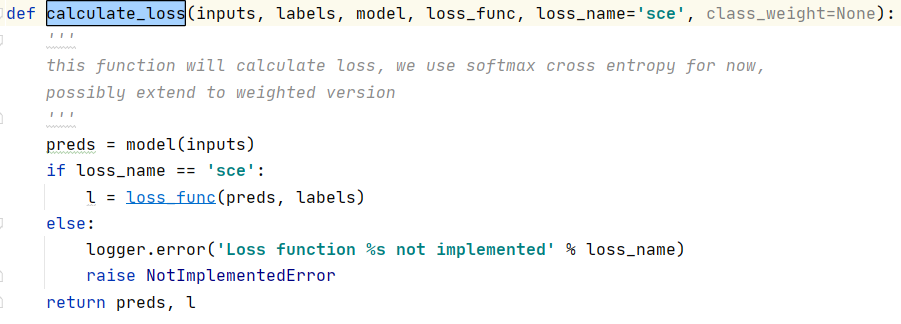 def calculate_loss(inputs, labels, model, loss_func, loss_name='sce', class_weight=None):
    '''
    this function will calculate loss, we use softmax cross entropy for now,
    possibly extend to weighted version
    '''
    preds = model(inputs)
    if loss_name == 'sce':
        l = loss_func(preds, labels)
    else:
        logger.error('Loss function %s not implemented' % loss_name)
        raise NotImplementedError
    return preds, l